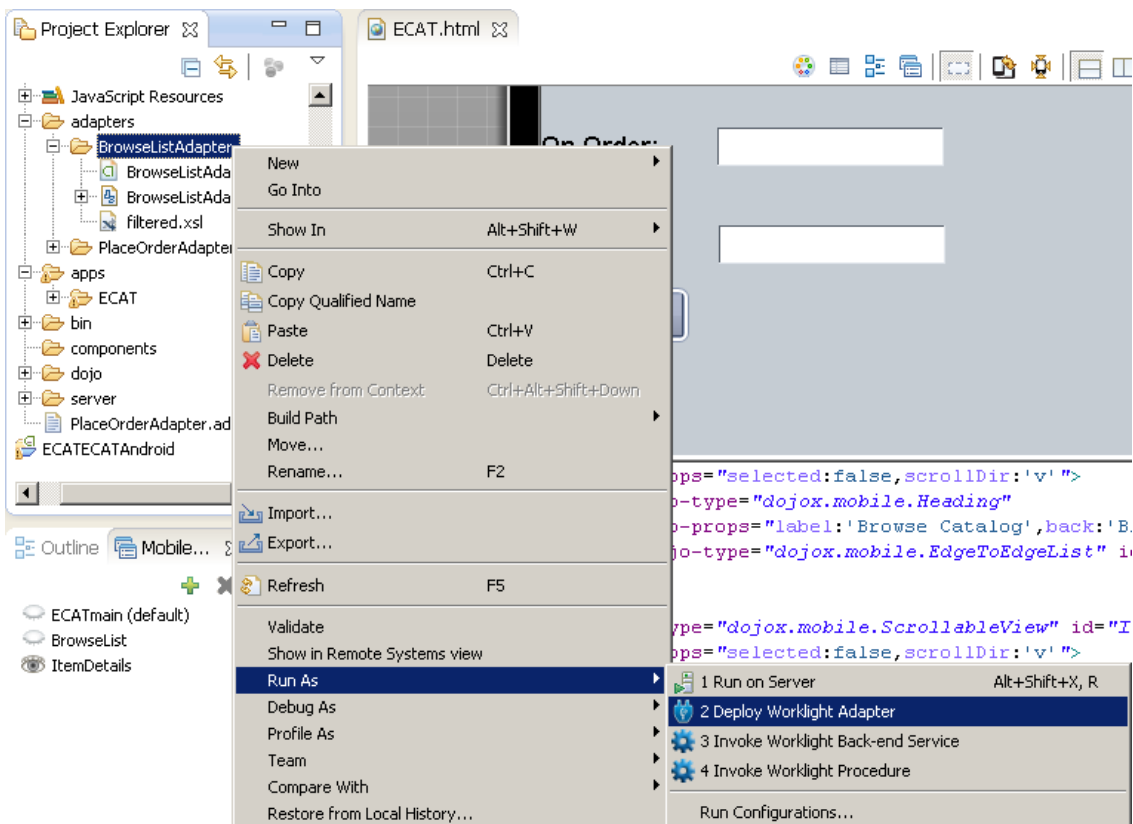 Project Explorer
ECAT.html
JavaScript Resources
adapters
BrowseListAdapter
BrowseListAda
BrowseListAda
filtered.xsl
PlaceOrderAdapter
apps
ECAT
bin
components
dojo
server
PlaceOrderAdapter.ad
ECATECATAndroid
On Order:
New
Go Into
Show In Alt+Shift+W
Copy Ctrl+C
Copy Qualified Name
Paste Ctrl+V
Delete Delete
Remove from Context Ctrl+Alt+Shift+Down
Build Path
Move...
Rename... F2
Import...
Export...
Refresh F5
Validate
Show in Remote Systems view
Run As
Debug As
Profile As
Team
Compare With
Restore from Local History...
1 Run on Server Alt+Shift+X, R
2 Deploy Worklight Adapter
3 Invoke Worklight Back-end Service
4 Invoke Worklight Procedure
Run Configurations...
Outline Mobile...
ECATmain (default)
BrowseList
ItemDetails
ops="selected:false,scrollDir:'v'">
o-type="dojox.mobile.Heading"
o-props="label:'Browse Catalog',back:'B
jo-type="dojox.mobile.EdgeToEdgeList" i
ype="dojox.mobile.ScrollableView" id="I
ops="selected:false,scrollDir:'v'">